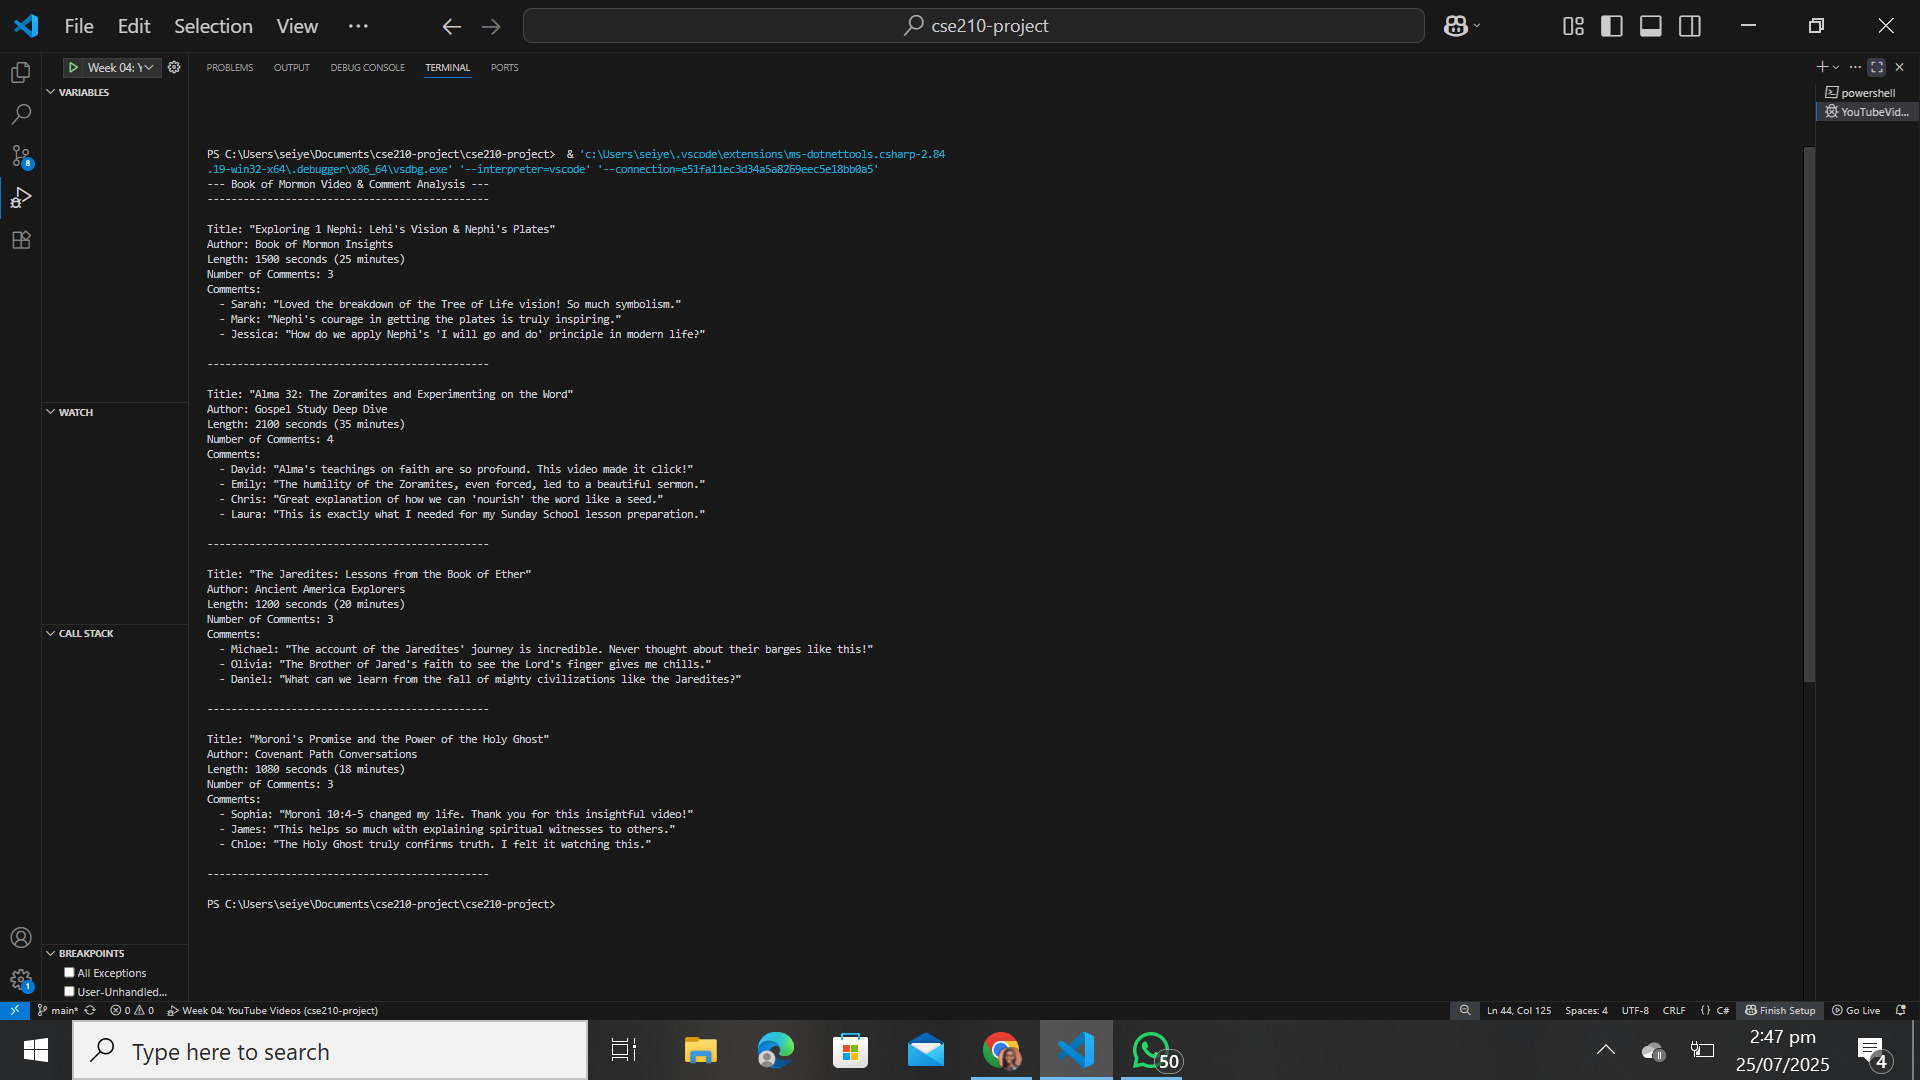 File Edit Selection View ...
cse210-project
Week 04: Y
PROBLEMS OUTPUT DEBUG CONSOLE TERMINAL PORTS
VARIABLES
WATCH
CALL STACK
BREAKPOINTS
All Exceptions
User-Unhandled...
8
1
powershell
YouTubeVid...
PS C:\Users\seiye\Documents\cse210-project\cse210-project> & 'c:\Users\seiye\.vscode\extensions\ms-dotnettools.csharp-2.84
.19-win32-x64\.debugger\x86_64\vsdbg.exe' '--interpreter=vscode' '--connection=e51fa11ec3d34a5a8269eec5e18bb0a5'
--- Book of Mormon Video & Comment Analysis ---
-----------------------------------------------
Title: "Exploring 1 Nephi: Lehi's Vision & Nephi's Plates"
Author: Book of Mormon Insights
Length: 1500 seconds (25 minutes)
Number of Comments: 3
Comments:
- Sarah: "Loved the breakdown of the Tree of Life vision! So much symbolism."
- Mark: "Nephi's courage in getting the plates is truly inspiring."
- Jessica: "How do we apply Nephi's 'I will go and do' principle in modern life?"
-----------------------------------------------
Title: "Alma 32: The Zoramites and Experimenting on the Word"
Author: Gospel Study Deep Dive
Length: 2100 seconds (35 minutes)
Number of Comments: 4
Comments:
- David: "Alma's teachings on faith are so profound. This video made it click!"
- Emily: "The humility of the Zoramites, even forced, led to a beautiful sermon."
- Chris: "Great explanation of how we can 'nourish' the word like a seed."
- Laura: "This is exactly what I needed for my Sunday School lesson preparation."
-----------------------------------------------
Title: "The Jaredites: Lessons from the Book of Ether"
Author: Ancient America Explorers
Length: 1200 seconds (20 minutes)
Number of Comments: 3
Comments:
- Michael: "The account of the Jaredites' journey is incredible. Never thought about their barges like this!"
- Olivia: "The Brother of Jared's faith to see the Lord's finger gives me chills."
- Daniel: "What can we learn from the fall of mighty civilizations like the Jaredites?"
-----------------------------------------------
Title: "Moroni's Promise and the Power of the Holy Ghost"
Author: Covenant Path Conversations
Length: 1080 seconds (18 minutes)
Number of Comments: 3
Comments:
- Sophia: "Moroni 10:4-5 changed my life. Thank you for this insightful video!"
- James: "This helps so much with explaining spiritual witnesses to others."
- Chloe: "The Holy Ghost truly confirms truth. I felt it watching this."
-----------------------------------------------
PS C:\Users\seiye\Documents\cse210-project\cse210-project>
main* 0 0 Week 04: YouTube Videos (cse210-project) Ln 44, Col 125 Spaces: 4 UTF-8 CRLF {} C# Finish Setup Go Live
Type here to search
50
2:47 pm
25/07/2025
4